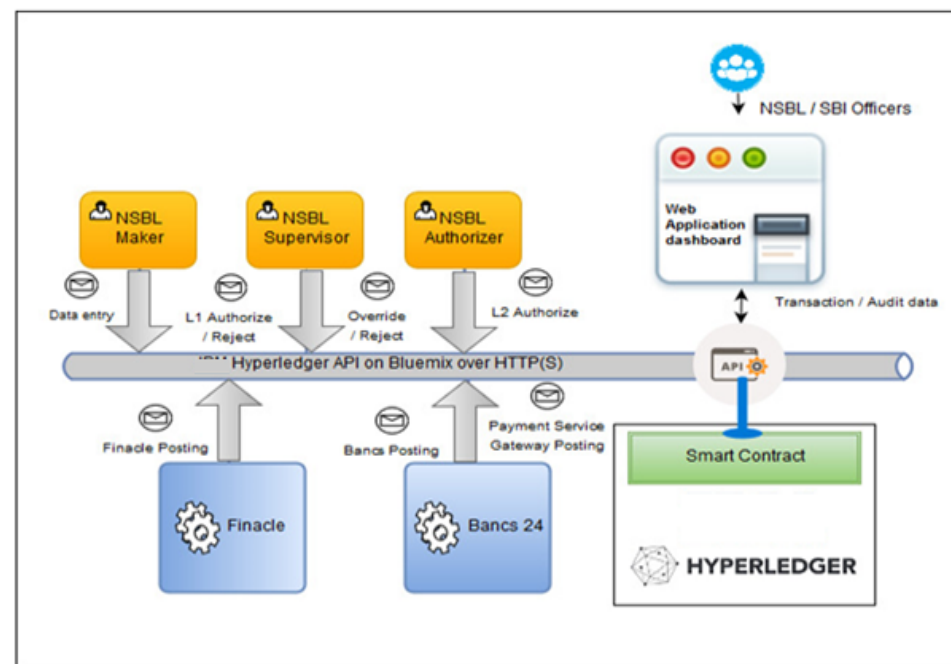 NSBL / SBI Officers
Web
Application
dashboard
NSBL
Maker
NSBL
Supervisor
NSBL
Authorizer
Data entry
L1 Authorize
/ Reject
Override
/ Reject
L2 Authorize
Transaction / Audit data
Hyperledger API on Bluemix over HTTP(S)
API
Finacle Posting
Bancs Posting
Payment Service
Gateway Posting
Smart Contract
Finacle
Bancs 24
HYPERLEDGER